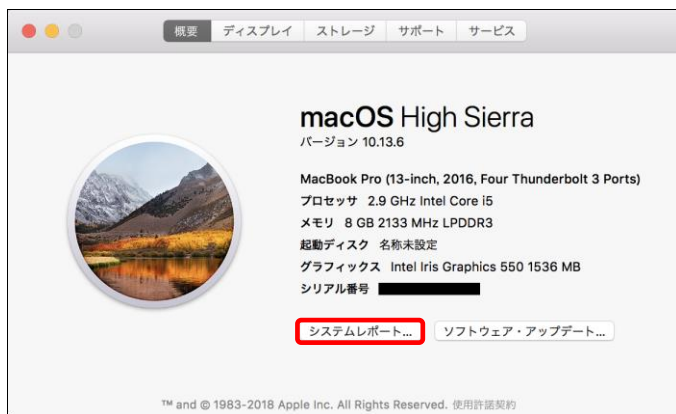 概要 ディスプレイ ストレージ サポート サービス
macOS High Sierra
バージョン 10.13.6
MacBook Pro (13-inch, 2016, Four Thunderbolt 3 Ports)
プロセッサ 2.9 GHz Intel Core i5
メモリ 8 GB 2133 MHz LPDDR3
起動ディスク 名称未設定
グラフィックス Intel Iris Graphics 550 1536 MB
シリアル番号
システムレポート... ソフトウェア・アップデート...
™ and © 1983-2018 Apple Inc. All Rights Reserved. 使用許諾契約